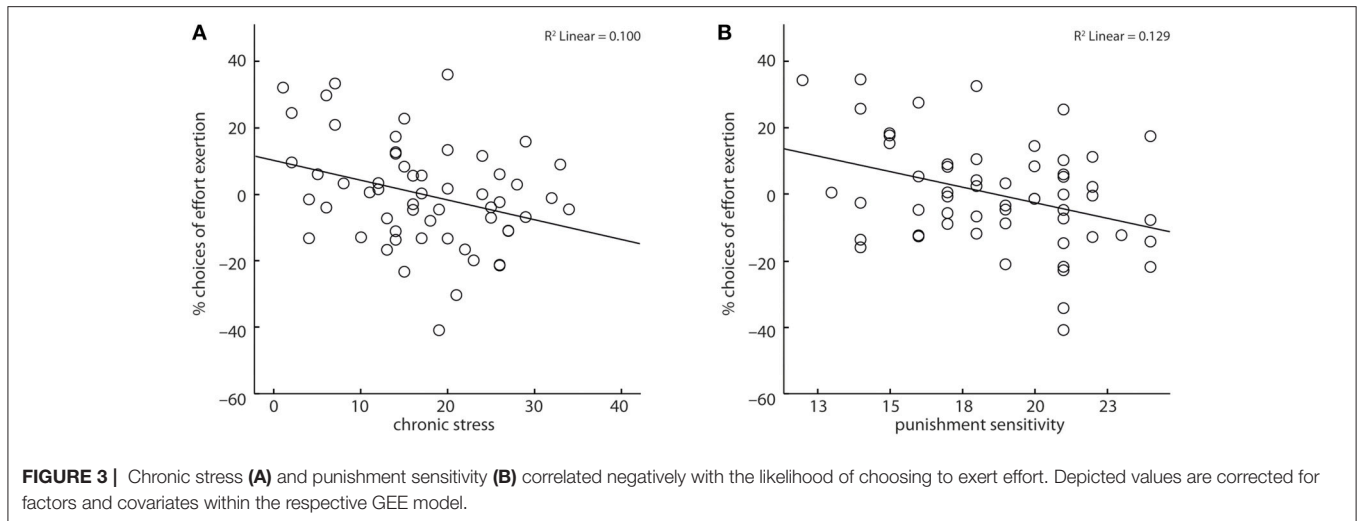 A
R² Linear = 0.100
40
20
0
−20
−40
−60
% choices of effort exertion
0 10 20 30 40
chronic stress
B
R² Linear = 0.129
40
20
0
−20
−40
−60
% choices of effort exertion
13 15 18 20 23
punishment sensitivity
FIGURE 3 | Chronic stress (A) and punishment sensitivity (B) correlated negatively with the likelihood of choosing to exert effort. Depicted values are corrected for
factors and covariates within the respective GEE model.